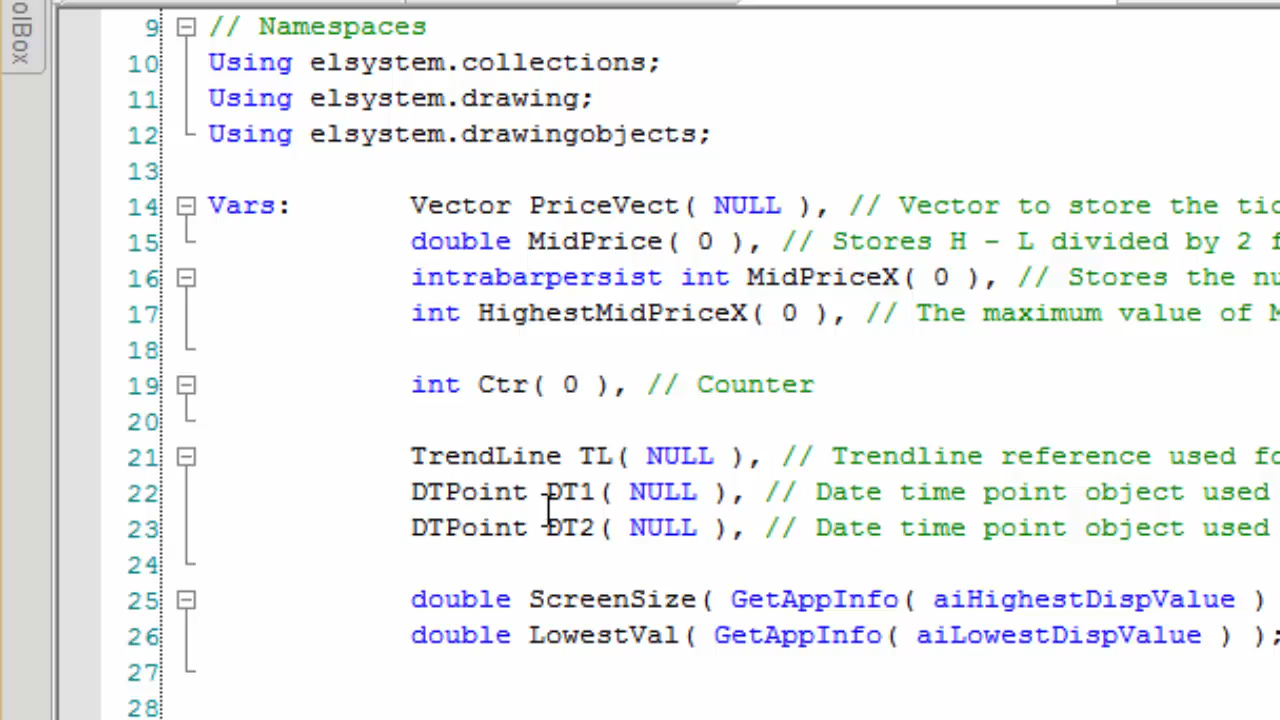 olBox
9 // Namespaces
10 Using elsystem.collections;
11 Using elsystem.drawing;
12 Using elsystem.drawingobjects;
13
14 Vars: Vector PriceVect( NULL ), // Vector to store the
15 double MidPrice( 0 ), // Stores H - L divided by 2
16 intrabarpersist int MidPriceX( 0 ), // Stores the
17 int HighestMidPriceX( 0 ), // The maximum value of
18
19 int Ctr( 0 ), // Counter
20
21 TrendLine TL( NULL ), // Trendline reference used
22 DTPoint DT1( NULL ), // Date time point object used
23 DTPoint DT2( NULL ), // Date time point object used
24
25 double ScreenSize( GetAppInfo( aiHighestDispValue )
26 double LowestVal( GetAppInfo( aiLowestDispValue ) );
27
28